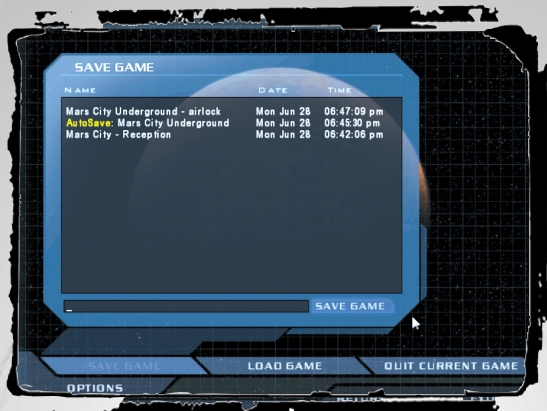 SAVE GAME
NAME DATE TIME
Mars City Underground - airlock Mon Jun 28 06:47:09 pm
AutoSave: Mars City Underground Mon Jun 28 06:45:30 pm
Mars City - Reception Mon Jun 28 06:42:06 pm
_ SAVE GAME
SAVE GAME LOAD GAME QUIT CURRENT GAME
OPTIONS
RETURN